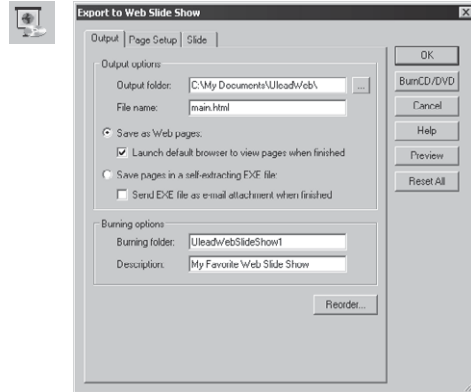 Export to Web Slide Show
Output Page Setup Slide
Output options
Output folder: C:\My Documents\UleadWeb\ ...
File name: main.html
Save as Web pages:
Launch default browser to view pages when finished
Save pages in a self-extracting EXE file:
Send EXE file as e-mail attachment when finished
Burning options
Burning folder: UleadWebSlideShow1
Description: My Favorite Web Slide Show
Reorder...
OK
BurnCD/DVD
Cancel
Help
Preview
Reset All